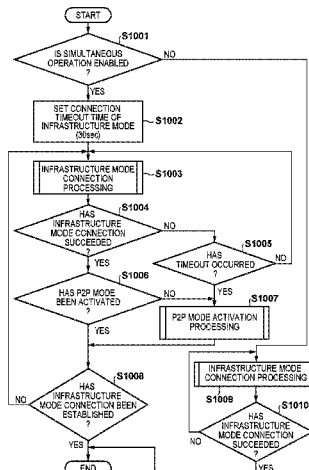 START
S1001
IS SIMULTANEOUS
OPERATION ENABLED
?
NO
YES
SET CONNECTION
TIMEOUT TIME OF
INFRASTRUCTURE MODE
(30sec)
S1002
INFRASTRUCTURE MODE
CONNECTION
PROCESSING
S1003
S1004
HAS
INFRASTRUCTURE
MODE CONNECTION
SUCCEEDED
?
NO
YES
S1005
HAS
TIMEOUT OCCURRED
?
NO
YES
S1006
HAS P2P MODE
BEEN ACTIVATED
?
NO
YES
S1007
P2P MODE ACTIVATION
PROCESSING
S1008
HAS
INFRASTRUCTURE
MODE CONNECTION BEEN
ESTABLISHED
?
NO
YES
INFRASTRUCTURE MODE
CONNECTION PROCESSING
S1009
S1010
HAS
INFRASTRUCTURE
MODE CONNECTION
SUCCEEDED
?
NO
YES
END